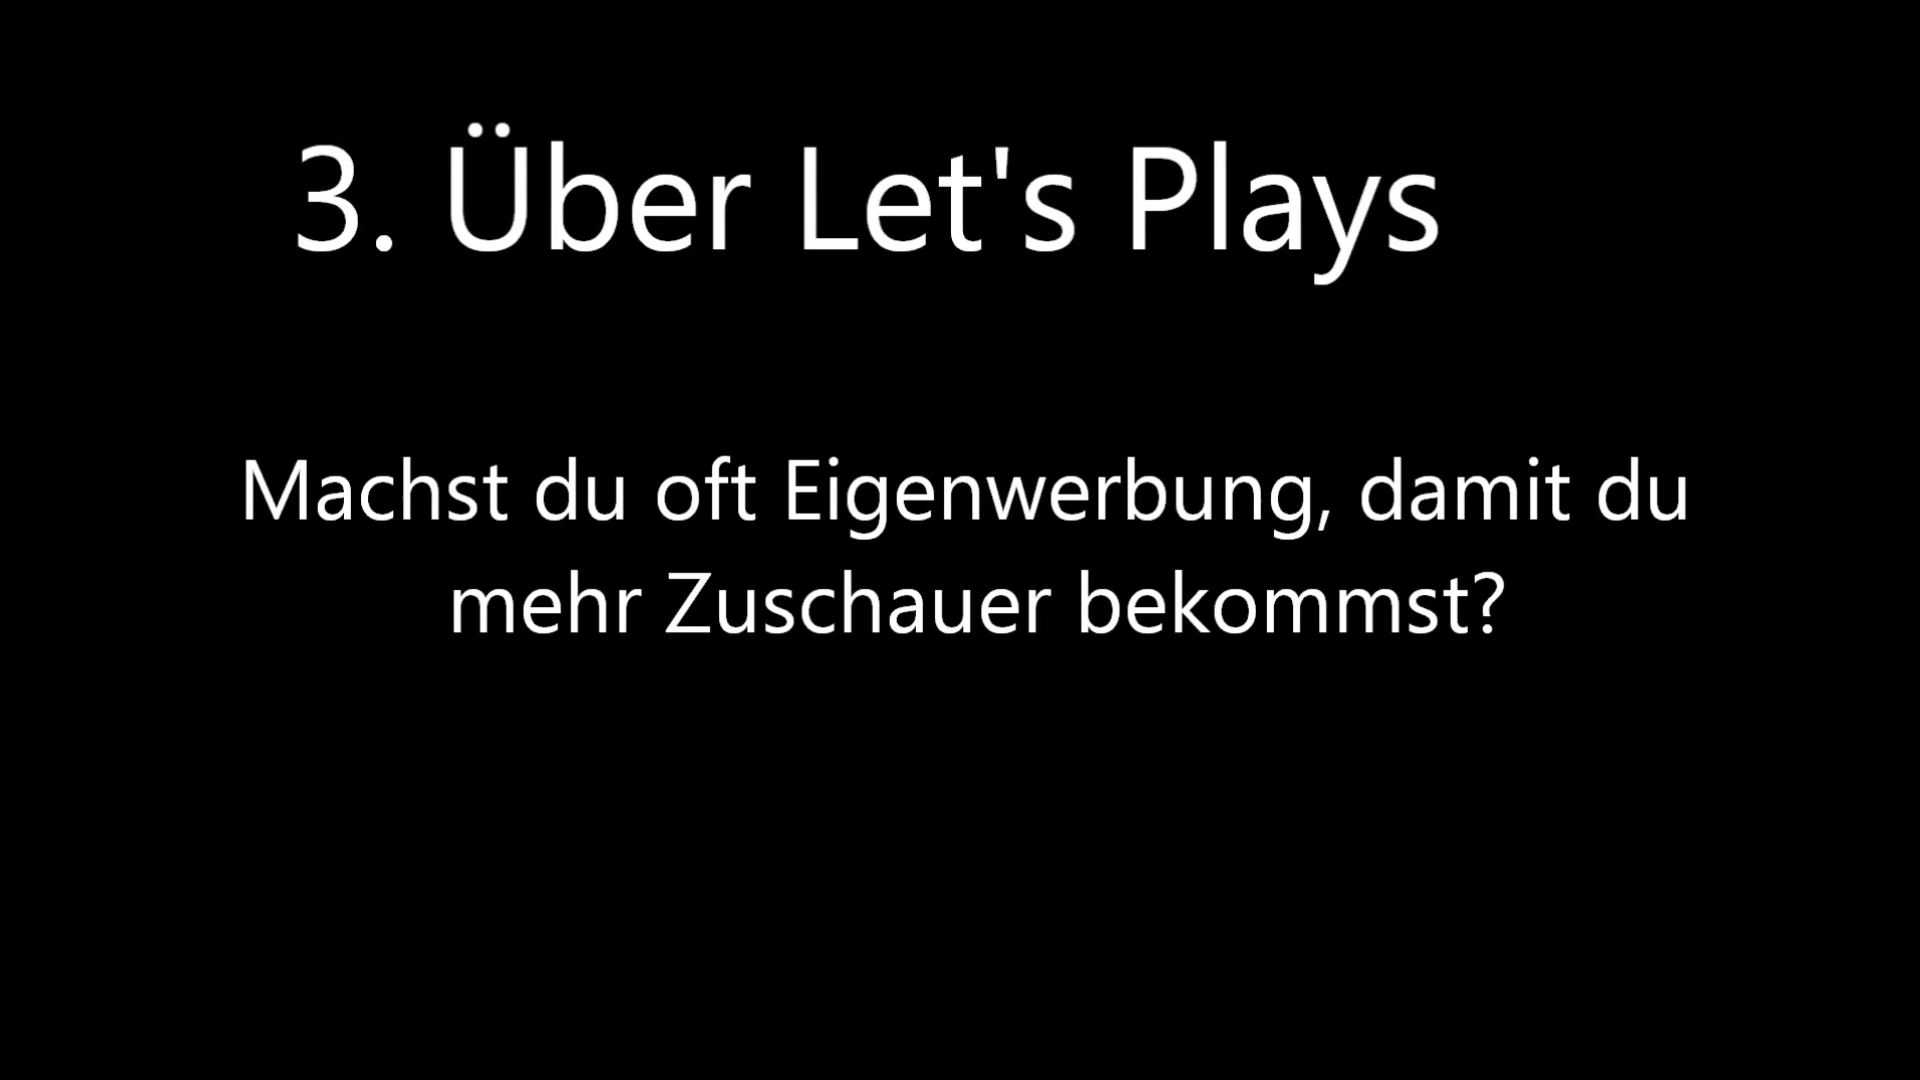 3. Über Let's Plays
Machst du oft Eigenwerbung, damit du
mehr Zuschauer bekommst?